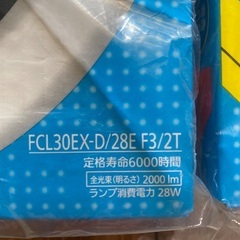 FCL30EX-D/28E F3/2T
定格寿命6000時間
全光束(明るさ) 2000 lm
ランプ消費電力 28W